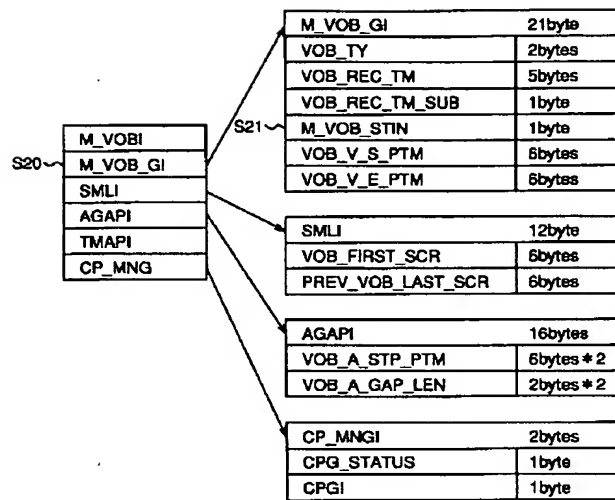 M_VOB_GI 21byte
VOB_TY 2bytes
VOB_REC_TM 5bytes
VOB_REC_TM_SUB 1byte
S21 M_VOB_STIN 1byte
VOB_V_S_PTM 6bytes
VOB_V_E_PTM 6bytes
M_VOBI
S20 M_VOB_GI
SMLI
AGAPI
TMAPI
CP_MNG
SMLI 12byte
VOB_FIRST_SCR 6bytes
PREV_VOB_LAST_SCR 6bytes
AGAPI 16bytes
VOB_A_STP_PTM 6bytes*2
VOB_A_GAP_LEN 2bytes*2
CP_MNGI 2bytes
CPG_STATUS 1byte
CPGI 1byte